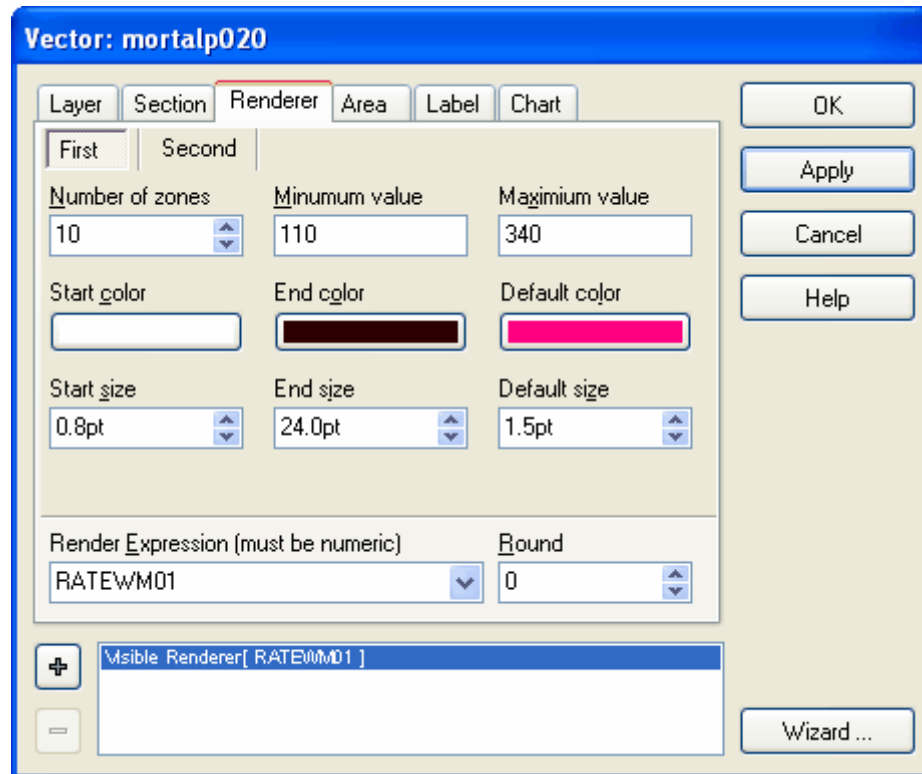 Vector: mortalp020
Layer Section Renderer Area Label Chart
OK
First Second
Apply
Number of zones Minumum value Maximium value
10 110 340
Cancel
Start color End color Default color
Help
Start size End size Default size
0.8pt 24.0pt 1.5pt
Render Expression (must be numeric) Round
RATEWM01 0
Visible Renderer[ RATEWM01 ]
Wizard ...